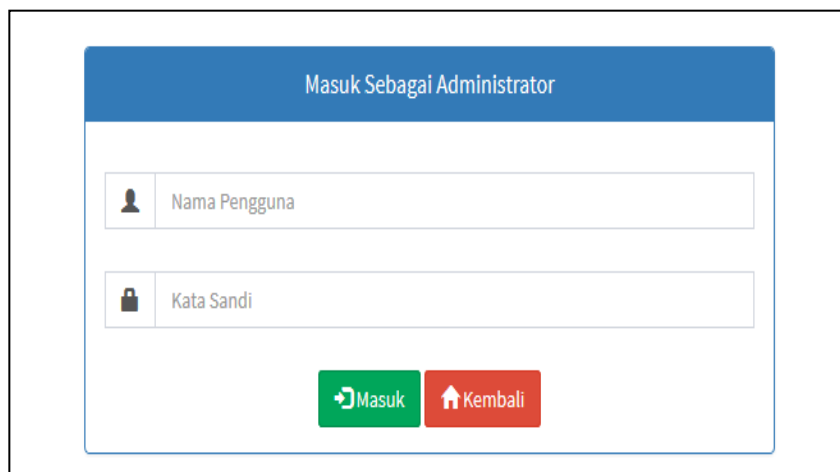 Masuk Sebagai Administrator
Nama Pengguna
Kata Sandi
Masuk Kembali